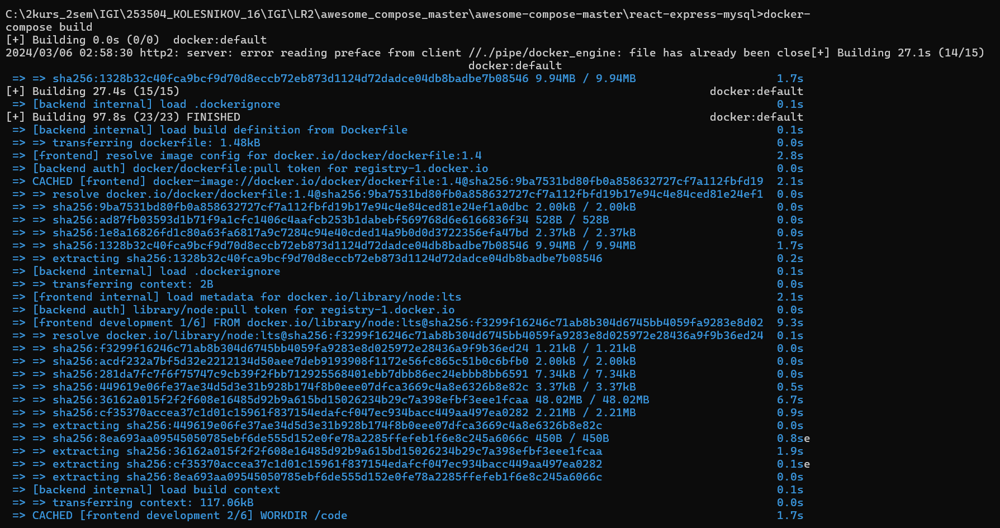 C:\2kurs_2sem\IGI\253504_KOLESNIKOV_16\IGI\LR2\awesome_compose_master\awesome-compose-master\react-express-mysql>docker-
compose build
[+] Building 0.0s (0/0)  docker:default
2024/03/06 02:58:30 http2: server: error reading preface from client //./pipe/docker_engine: file has already been close[+] Building 27.1s (14/15)
docker:default
=> => sha256:1328b32c40fca9bcf9d70d8eccb72eb873d1124d72dadce04db8badbe7b08546 9.94MB / 9.94MB 1.7s
[+] Building 27.4s (15/15) docker:default
=> [backend internal] load .dockerignore 0.1s
[+] Building 97.8s (23/23) FINISHED docker:default
=> [backend internal] load build definition from Dockerfile 0.1s
=> => transferring dockerfile: 1.48kB 0.0s
=> [frontend] resolve image config for docker.io/docker/dockerfile:1.4 2.8s
=> [backend auth] docker/dockerfile:pull token for registry-1.docker.io 0.0s
=> CACHED [frontend] docker-image://docker.io/docker/dockerfile:1.4@sha256:9ba7531bd80fb0a858632727cf7a112fbfd19 2.1s
=> => resolve docker.io/docker/dockerfile:1.4@sha256:9ba7531bd80fb0a858632727cf7a112fbfd19b17e94c4e84ced81e24ef1 0.0s
=> => sha256:9ba7531bd80fb0a858632727cf7a112fbfd19b17e94c4e84ced81e24ef1a0dbc 2.00kB / 2.00kB 0.0s
=> => sha256:ad87fb03593d1b71f9a1cfc1406c4aafcb253b1dabebf569768d6e6166836f34 528B / 528B 0.0s
=> => sha256:1e8a16826fd1c80a63fa6817a9c7284c94e40cded14a9b0d0d3722356efa47bd 2.37kB / 2.37kB 0.0s
=> => sha256:1328b32c40fca9bcf9d70d8eccb72eb873d1124d72dadce04db8badbe7b08546 9.94MB / 9.94MB 1.7s
=> => extracting sha256:1328b32c40fca9bcf9d70d8eccb72eb873d1124d72dadce04db8badbe7b08546 0.2s
=> [backend internal] load .dockerignore 0.1s
=> => transferring context: 2B 0.0s
=> [frontend internal] load metadata for docker.io/library/node:lts 2.1s
=> [backend auth] library/node:pull token for registry-1.docker.io 0.0s
=> [frontend development 1/6] FROM docker.io/library/node:lts@sha256:f3299f16246c71ab8b304d6745bb4059fa9283e8d02 9.3s
=> => resolve docker.io/library/node:lts@sha256:f3299f16246c71ab8b304d6745bb4059fa9283e8d025972e28436a9f9b36ed24 0.1s
=> => sha256:f3299f16246c71ab8b304d6745bb4059fa9283e8d025972e28436a9f9b36ed24 1.21kB / 1.21kB 0.0s
=> => sha256:acdf232a7bf5d32e2212134d50aee7deb9193908f1172e56fc865c51b0c6bfb0 2.00kB / 2.00kB 0.0s
=> => sha256:281da7fc7f6f75747c9cb39f2fbb712925568401ebb7dbb86ec24ebbb8bb6591 7.34kB / 7.34kB 0.0s
=> => sha256:449619e06fe37ae34d5d3e31b928b174f8b0eee07dfca3669c4a8e6326b8e82c 3.37kB / 3.37kB 0.5s
=> => sha256:36162a015f2f2f608e16485d92b9a615bd15026234b29c7a398efbf3eee1fcaa 48.02MB / 48.02MB 6.7s
=> => sha256:cf35370accea37c1d01c15961f837154edafcf047ec934bacc449aa497ea0282 2.21MB / 2.21MB 0.9s
=> => extracting sha256:449619e06fe37ae34d5d3e31b928b174f8b0eee07dfca3669c4a8e6326b8e82c 0.0s
=> => sha256:8ea693aa09545050785ebf6de555d152e0fe78a2285ffefeb1f6e8c245a6066c 450B / 450B 0.8se
=> => extracting sha256:36162a015f2f2f608e16485d92b9a615bd15026234b29c7a398efbf3eee1fcaa 1.9s
=> => extracting sha256:cf35370accea37c1d01c15961f837154edafcf047ec934bacc449aa497ea0282 0.1se
=> => extracting sha256:8ea693aa09545050785ebf6de555d152e0fe78a2285ffefeb1f6e8c245a6066c 0.0s
=> [backend internal] load build context 0.1s
=> => transferring context: 117.06kB 0.0s
=> CACHED [frontend development 2/6] WORKDIR /code 1.7s